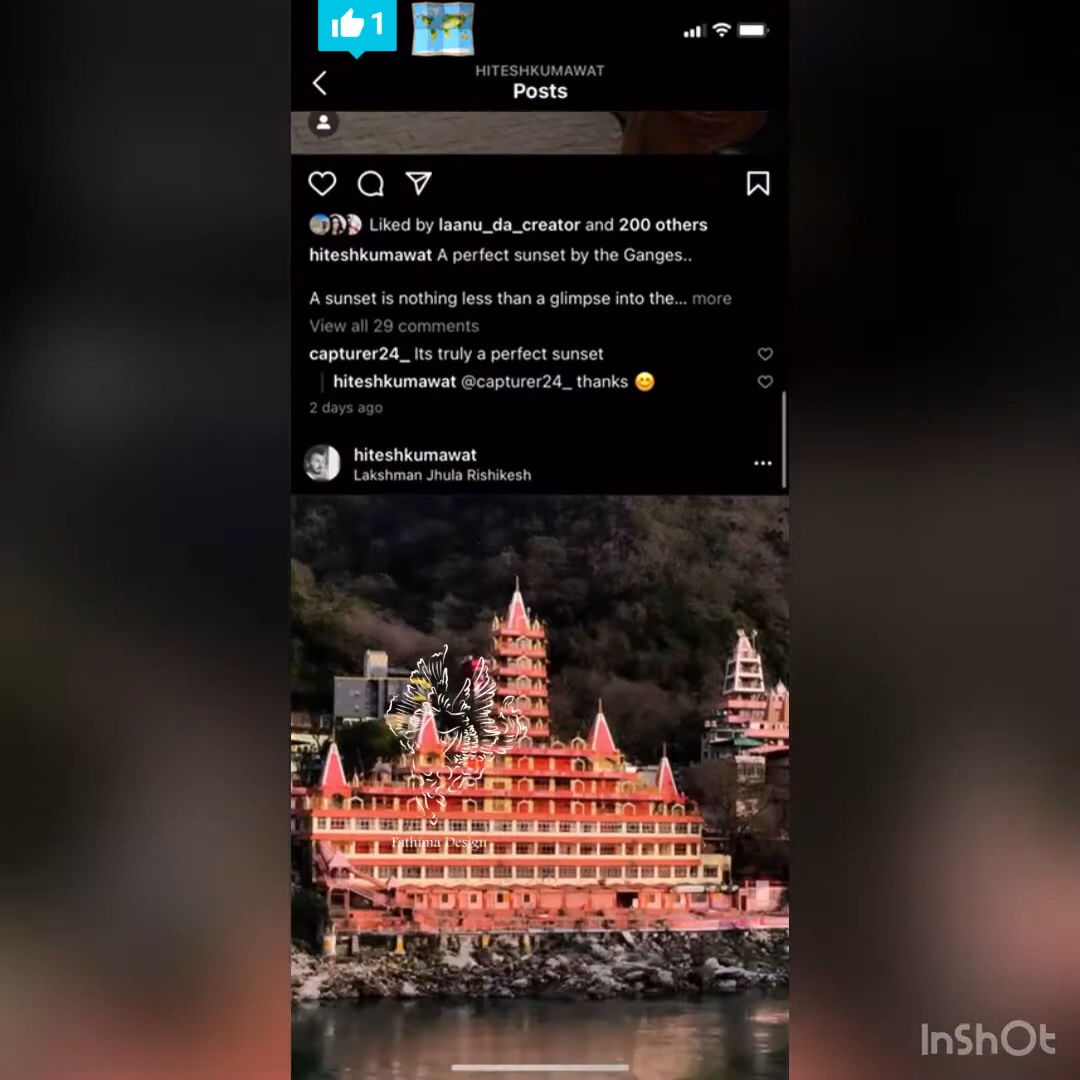 1
HITESHKUMAWAT
Posts
Liked by laanu_da_creator and 200 others
hiteshkumawat A perfect sunset by the Ganges..
A sunset is nothing less than a glimpse into the... more
View all 29 comments
capturer24_ Its truly a perfect sunset
hiteshkumawat @capturer24_ thanks 😊
2 days ago
hiteshkumawat
Lakshman Jhula Rishikesh
Fathima Design
InShOt